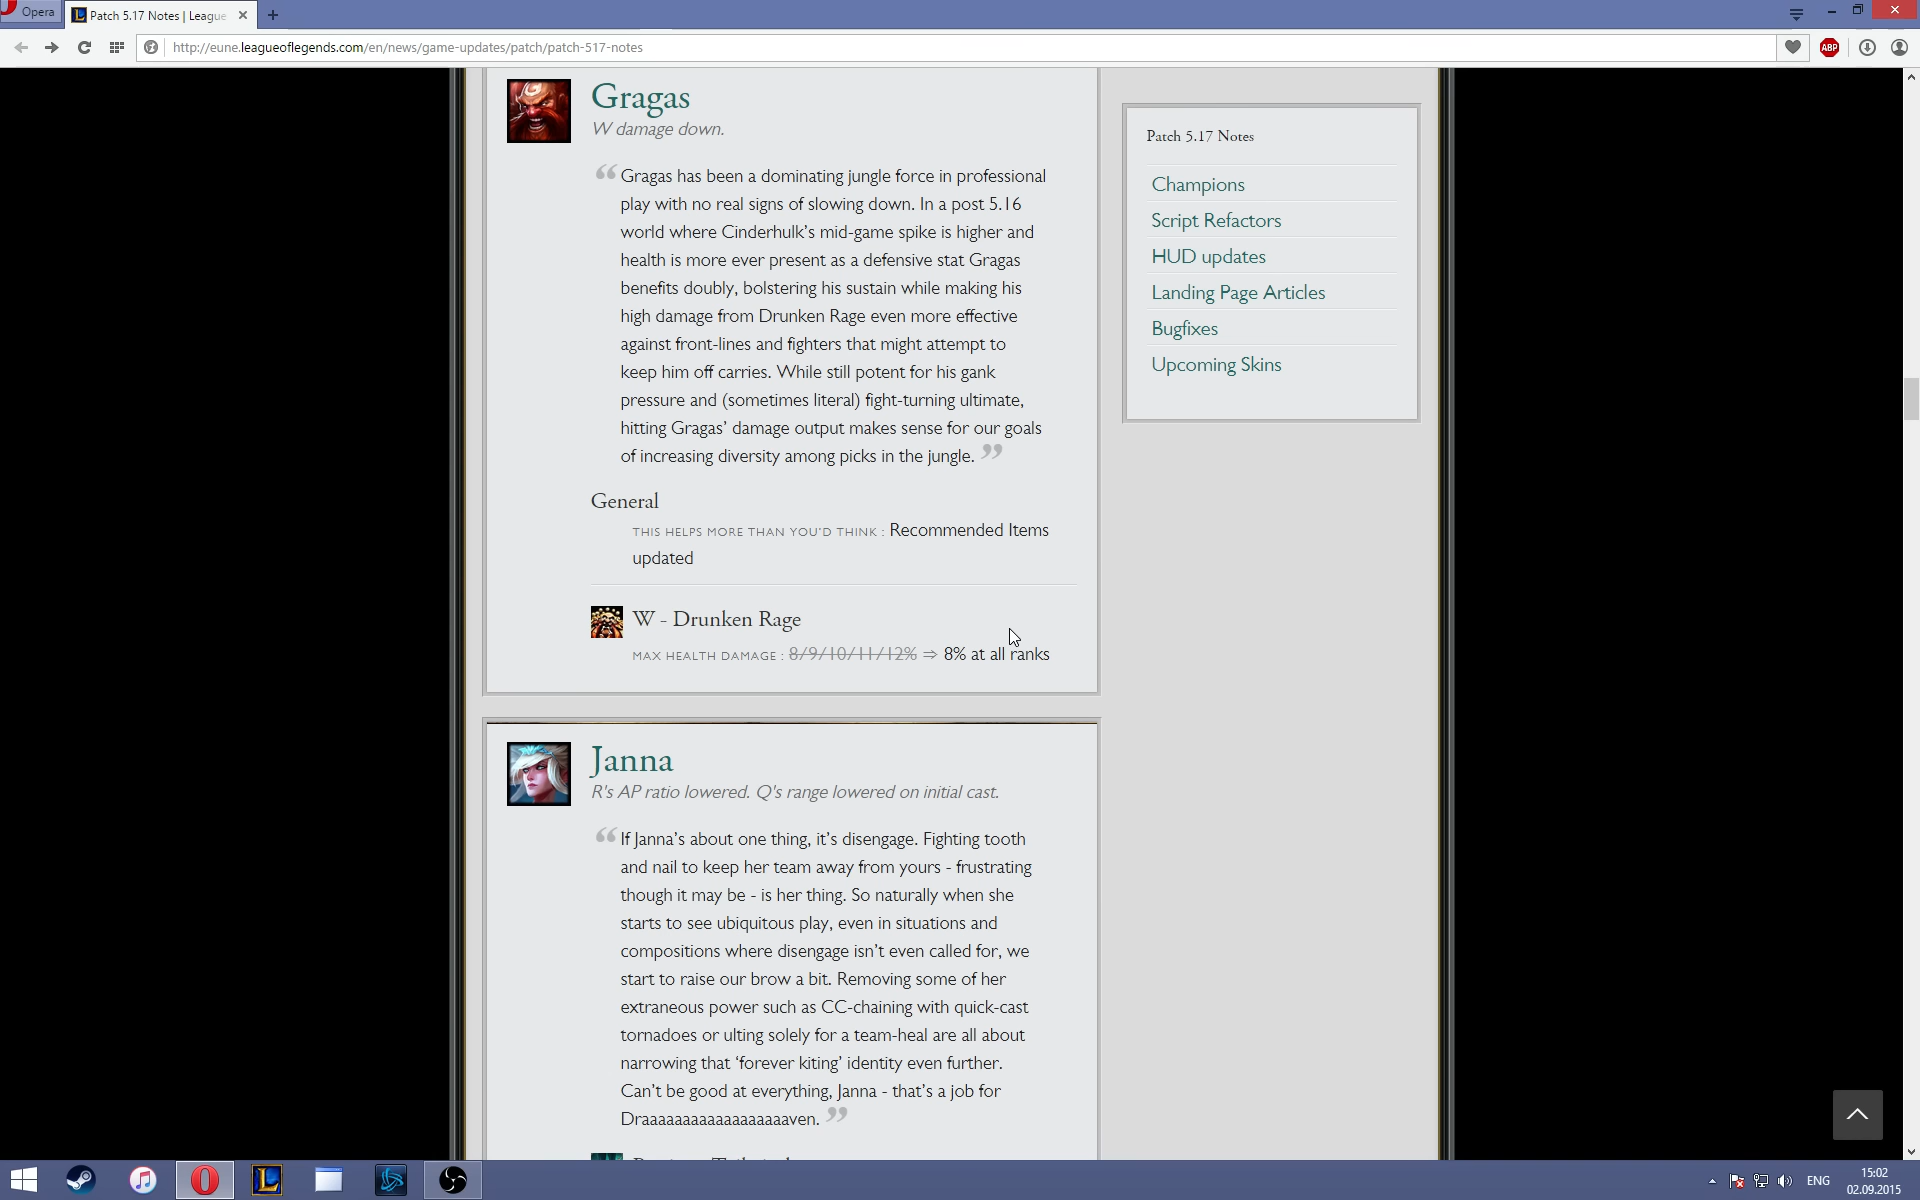 Opera
Patch 5.17 Notes | League
http://eune.leagueoflegends.com/en/news/game-updates/patch/patch-517-notes
ABP
Gragas
W damage down.
“Gragas has been a dominating jungle force in professional
play with no real signs of slowing down. In a post 5.16
world where Cinderhulk’s mid-game spike is higher and
health is more ever present as a defensive stat Gragas
benefits doubly, bolstering his sustain while making his
high damage from Drunken Rage even more effective
against front-lines and fighters that might attempt to
keep him off carries. While still potent for his gank
pressure and (sometimes literal) fight-turning ultimate,
hitting Gragas’ damage output makes sense for our goals
of increasing diversity among picks in the jungle.”
General
THIS HELPS MORE THAN YOU'D THINK : Recommended Items
updated
W - Drunken Rage
MAX HEALTH DAMAGE : 8/9/10/11/12% ⇒ 8% at all ranks
Janna
R's AP ratio lowered. Q's range lowered on initial cast.
“If Janna’s about one thing, it’s disengage. Fighting tooth
and nail to keep her team away from yours - frustrating
though it may be - is her thing. So naturally when she
starts to see ubiquitous play, even in situations and
compositions where disengage isn’t even called for, we
start to raise our brow a bit. Removing some of her
extraneous power such as CC-chaining with quick-cast
tornadoes or ulting solely for a team-heal are all about
narrowing that ‘forever kiting’ identity even further.
Can’t be good at everything, Janna - that’s a job for
Draaaaaaaaaaaaaaaaaaven.”
Patch 5.17 Notes
Champions
Script Refactors
HUD updates
Landing Page Articles
Bugfixes
Upcoming Skins
ENG
15:02
02.09.2015